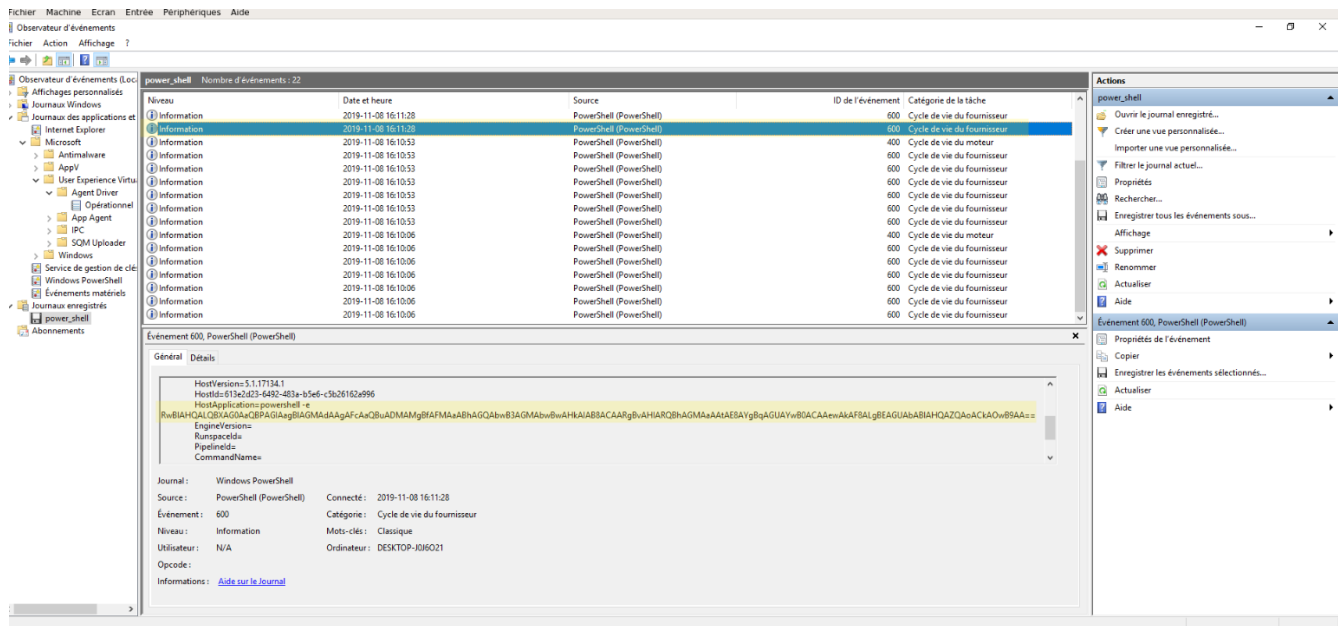 Fichier Machine Ecran Entrée Périphériques Aide
Observateur d'événements
Fichier Action Affichage ?
Observateur d'événements (Loc
Affichages personnalisés
Journaux Windows
Journaux des applications et
Internet Explorer
Microsoft
Antimalware
AppV
User Experience Virtu
Agent Driver
Opérationnel
App Agent
IPC
SQM Uploader
Windows
Service de gestion de clé
Windows PowerShell
Événements matériels
Journaux enregistrés
power_shell
Abonnements
power_shell Nombre d'événements : 22
Niveau Date et heure Source ID de l'événement Catégorie de la tâche
Information 2019-11-08 16:11:28 PowerShell (PowerShell) 600 Cycle de vie du fournisseur
Information 2019-11-08 16:11:28 PowerShell (PowerShell) 600 Cycle de vie du fournisseur
Information 2019-11-08 16:10:53 PowerShell (PowerShell) 400 Cycle de vie du moteur
Information 2019-11-08 16:10:53 PowerShell (PowerShell) 600 Cycle de vie du fournisseur
Information 2019-11-08 16:10:53 PowerShell (PowerShell) 600 Cycle de vie du fournisseur
Information 2019-11-08 16:10:53 PowerShell (PowerShell) 600 Cycle de vie du fournisseur
Information 2019-11-08 16:10:53 PowerShell (PowerShell) 600 Cycle de vie du fournisseur
Information 2019-11-08 16:10:53 PowerShell (PowerShell) 600 Cycle de vie du fournisseur
Information 2019-11-08 16:10:53 PowerShell (PowerShell) 600 Cycle de vie du fournisseur
Information 2019-11-08 16:10:06 PowerShell (PowerShell) 400 Cycle de vie du moteur
Information 2019-11-08 16:10:06 PowerShell (PowerShell) 600 Cycle de vie du fournisseur
Information 2019-11-08 16:10:06 PowerShell (PowerShell) 600 Cycle de vie du fournisseur
Information 2019-11-08 16:10:06 PowerShell (PowerShell) 600 Cycle de vie du fournisseur
Information 2019-11-08 16:10:06 PowerShell (PowerShell) 600 Cycle de vie du fournisseur
Information 2019-11-08 16:10:06 PowerShell (PowerShell) 600 Cycle de vie du fournisseur
Information 2019-11-08 16:10:06 PowerShell (PowerShell) 600 Cycle de vie du fournisseur
Événement 600, PowerShell (PowerShell)
Général Détails
HostVersion=5.1.17134.1
HostId=613e2d23-6492-483a-b5e6-c5b26162a996
HostApplication=powershell -e
EngineVersion=
RunspaceId=
PipelineId=
CommandName=
Journal : Windows PowerShell
Source : PowerShell (PowerShell) Connecté : 2019-11-08 16:11:28
Événement : 600 Catégorie : Cycle de vie du fournisseur
Niveau : Information Mots-clés : Classique
Utilisateur : N/A Ordinateur : DESKTOP-J0J6O21
Opcode :
Informations : Aide sur le Journal
Actions
power_shell
Ouvrir le journal enregistré...
Créer une vue personnalisée...
Importer une vue personnalisée...
Filtrer le journal actuel...
Propriétés
Rechercher...
Enregistrer tous les événements sous...
Affichage
Supprimer
Renommer
Actualiser
Aide
Événement 600, PowerShell (PowerShell)
Propriétés de l'événement
Copier
Enregistrer les événements sélectionnés...
Actualiser
Aide